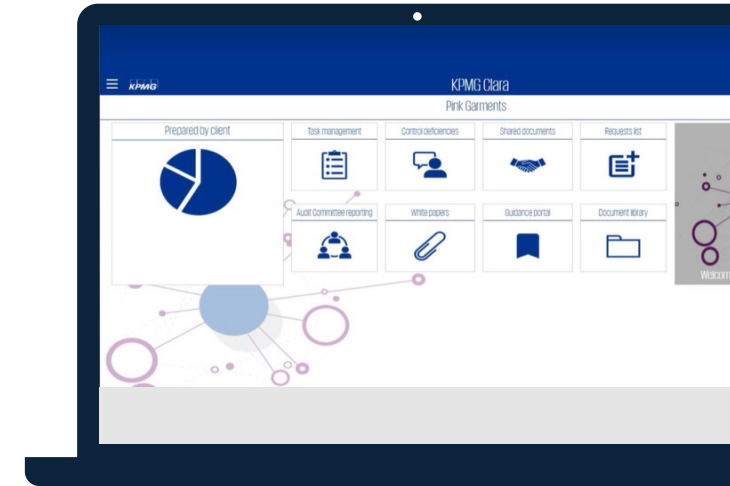 KPMG
KPMG Clara
Pink Garments
Prepared by client
Task management
Control deficiencies
Shared documents
Requests list
Audit Committee reporting
White papers
Guidance portal
Document library
Welcom